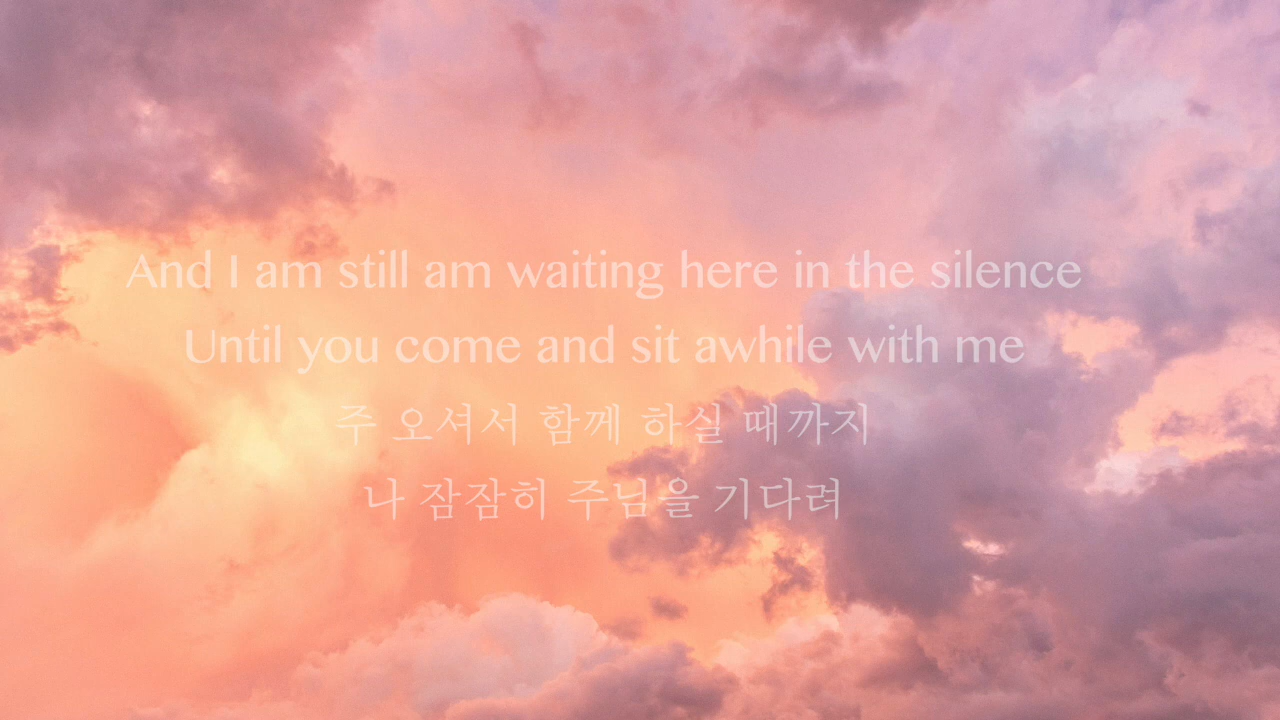 And I am still am waiting here in the silence
Until you come and sit awhile with me
주 오셔서 함께 하실 때까지
나 잠잠히 주님을 기다려